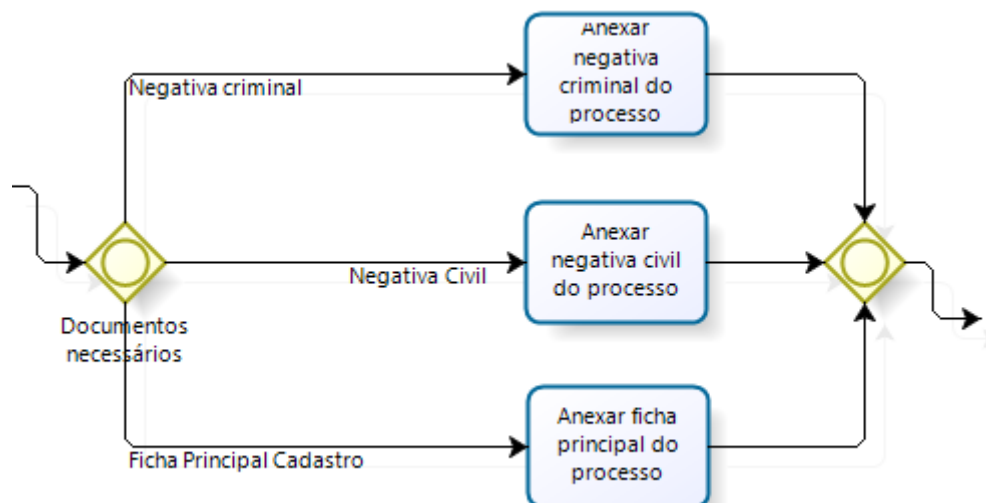 Anexar
negativa
criminal do
processo
Negativa criminal
Anexar
negativa civil
do processo
Negativa Civil
Documentos
necessários
Anexar ficha
principal do
processo
Ficha Principal Cadastro